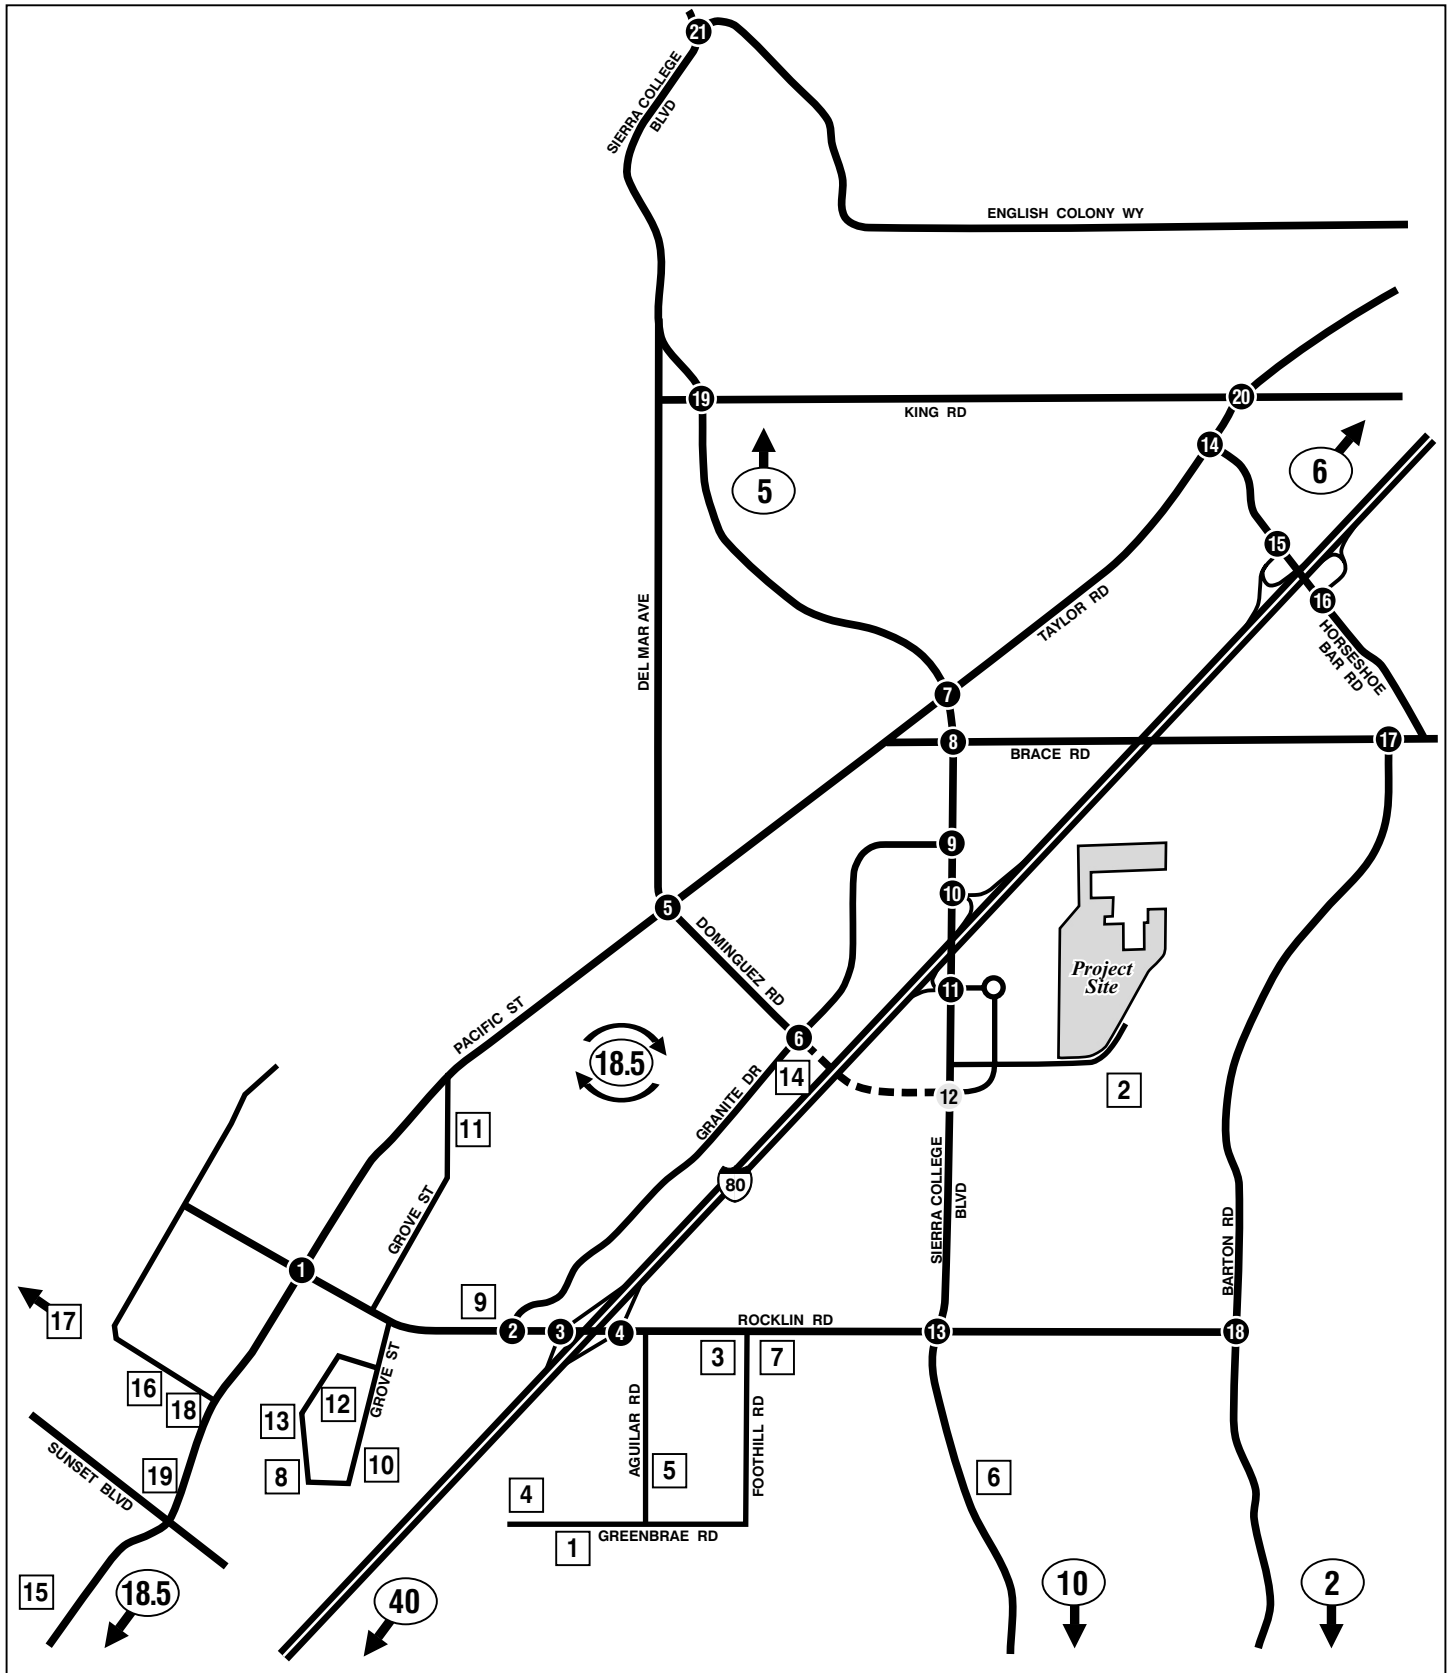 21
SIERRA COLLEGE
BLVD
ENGLISH COLONY WY
19
KING RD
20
14
5
6
15
16
HORSESHOE
BAR RD
DEL MAR AVE
TAYLOR RD
7
8
BRACE RD
17
9
10
5
DOMINGUEZ RD
Project
Site
11
PACIFIC ST
6
18.5
14
12
2
GRANITE DR
11
80
SIERRA COLLEGE
BLVD
GROVE ST
BARTON RD
1
17
9
2
3
4
ROCKLIN RD
13
18
3
7
GROVE ST
16
18
12
13
AGUILAR RD
FOOTHILL RD
SUNSET BLVD
19
8
10
5
6
4
GREENBRAE RD
1
15
18.5
40
10
2